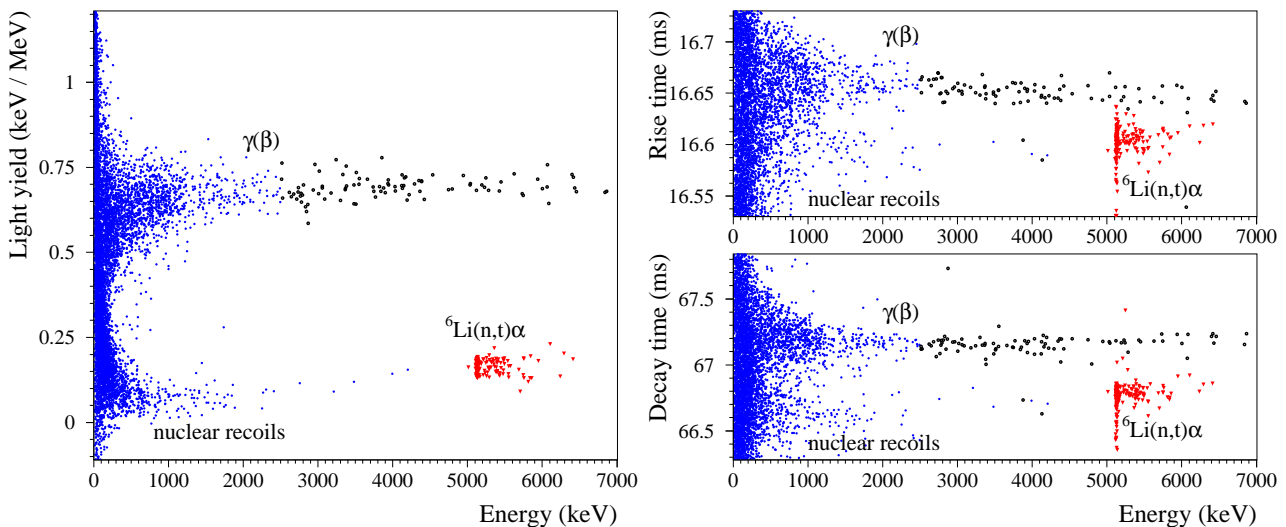 Light yield (keV / MeV)
1
0.75
0.5
0.25
0
γ(β)
⁶Li(n,t)α
nuclear recoils
0 1000 2000 3000 4000 5000 6000 7000
Energy (keV)
Rise time (ms)
16.7
16.65
16.6
16.55
γ(β)
⁶Li(n,t)α
nuclear recoils
0 1000 2000 3000 4000 5000 6000 7000
Decay time (ms)
67.5
67
66.5
γ(β)
⁶Li(n,t)α
nuclear recoils
0 1000 2000 3000 4000 5000 6000 7000
Energy (keV)